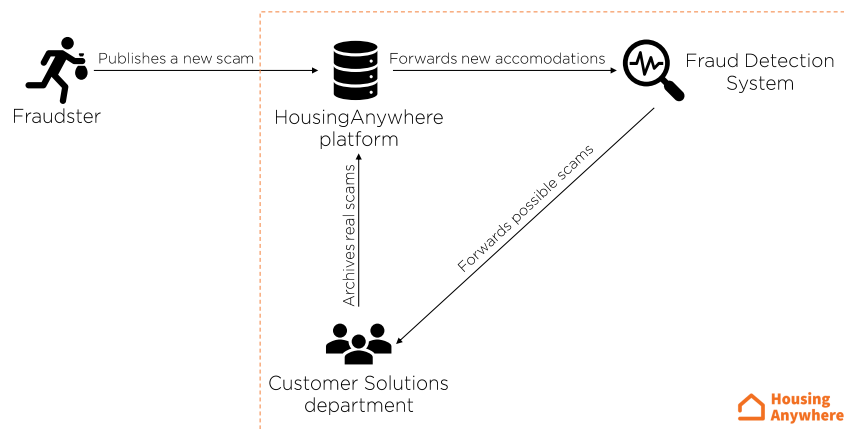 Publishes a new scam
Forwards new accomodations
Fraud Detection
System
Fraudster
HousingAnywhere
platform
Archives real scams
Forwards possible scams
Customer Solutions
department
Housing
Anywhere